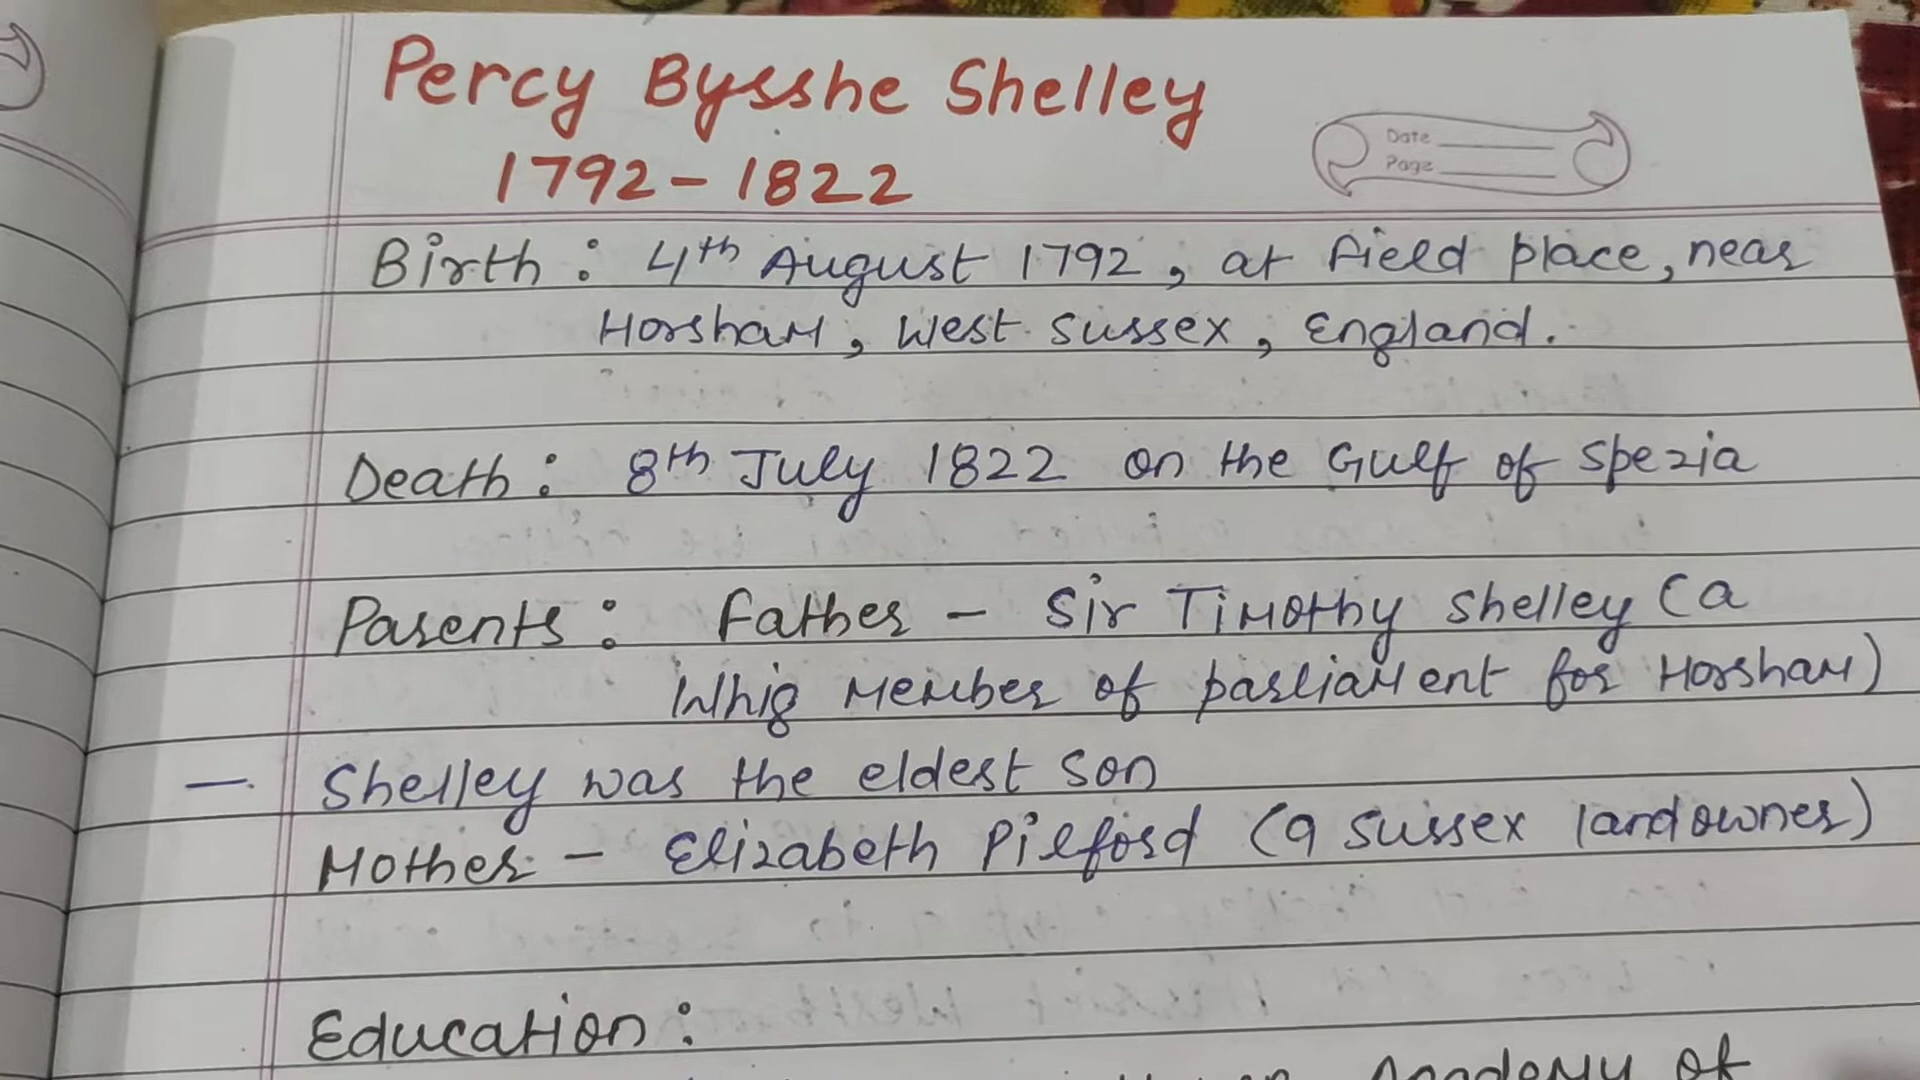 Percy Bysshe Shelley
1792-1822
Date
Page
Birth : 4th August 1792, at Field place, near
Horsham, West Sussex, England.
Death : 8th July 1822 on the Gulf of Spezia
Parents : Father - Sir Timothy Shelley (a
Whig Member of parliament for Horsham)
— Shelley was the eldest son
Mother - Elizabeth Pilford (a Sussex landowner)
Education :
Academy of